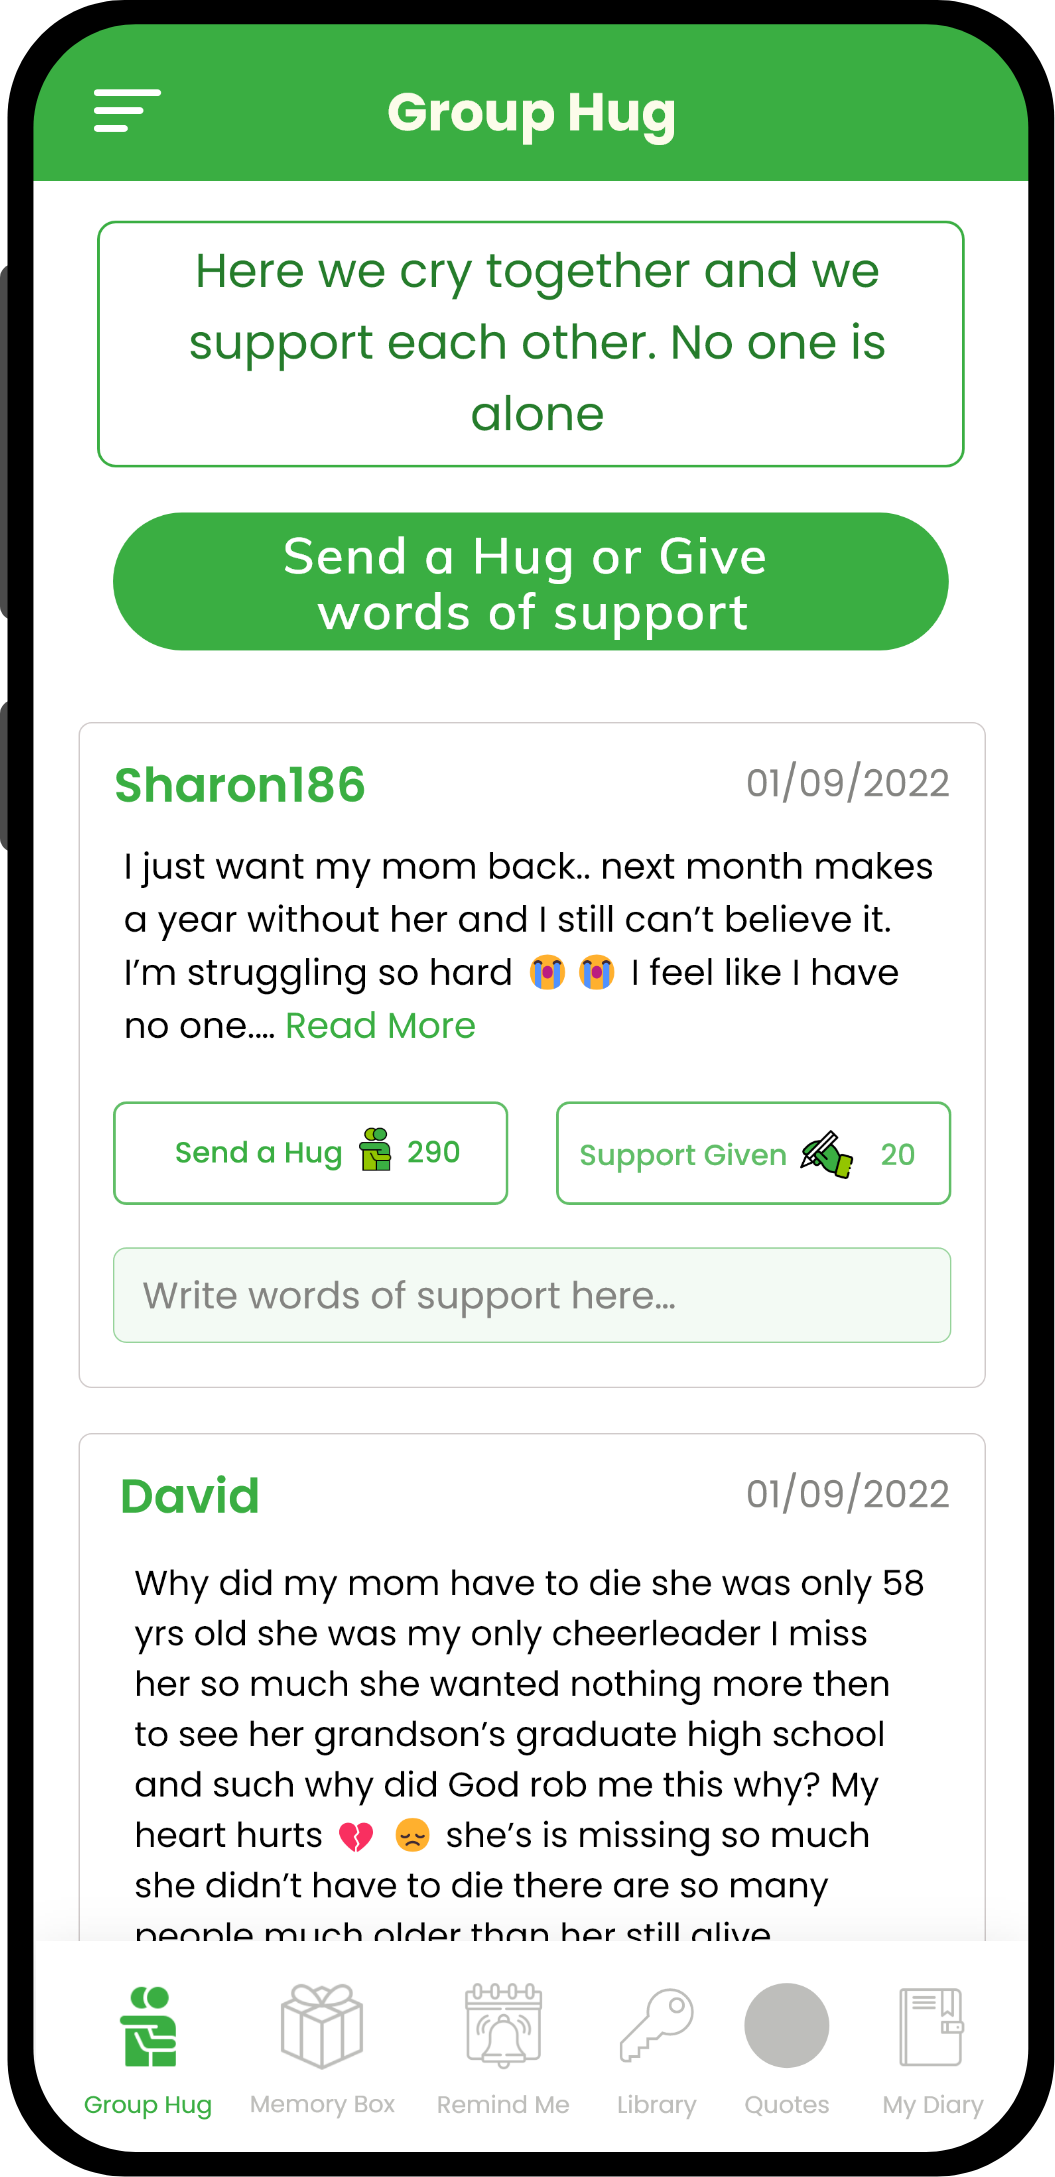 Group Hug
Here we cry together and we
support each other. No one is
alone
Send a Hug or Give
words of support
Sharon186
01/09/2022
I just want my mom back.. next month makes
a year without her and I still can’t believe it.
I’m struggling so hard 😭 😭 I feel like I have
no one.... Read More
Send a Hug 290
Support Given 20
Write words of support here...
David
01/09/2022
Why did my mom have to die she was only 58
yrs old she was my only cheerleader I miss
her so much she wanted nothing more then
to see her grandson’s graduate high school
and such why did God rob me this why? My
heart hurts 💔 😞 she’s is missing so much
she didn’t have to die there are so many
people much older than her still alive
Group Hug
Memory Box
Remind Me
Library
Quotes
My Diary